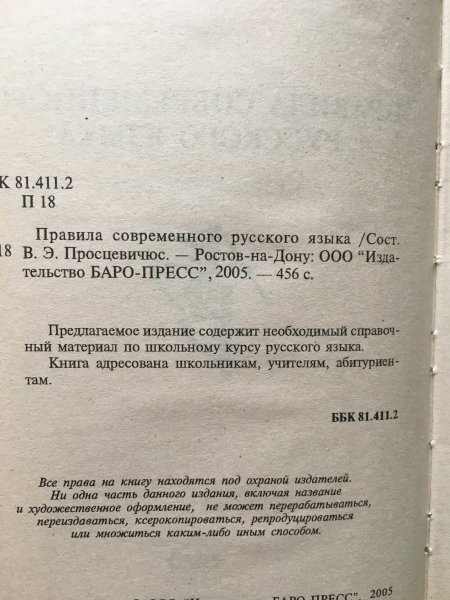 К 81.411.2
П 18
Правила современного русского языка /Сост.
18 В. Э. Просцевичюс. — Ростов-на-Дону: ООО “Изда-
тельство БАРО-ПРЕСС”, 2005. — 456 с.
Предлагаемое издание содержит необходимый справоч-
ный материал по школьному курсу русского языка.
Книга адресована школьникам, учителям, абитуриен-
там.
ББК 81.411.2
Все права на книгу находятся под охраной издателей.
Ни одна часть данного издания, включая название
и художественное оформление, не может перерабатываться,
переиздаваться, ксерокопироваться, репродуцироваться
или множиться каким-либо иным способом.
БАРО-ПРЕСС", 2005